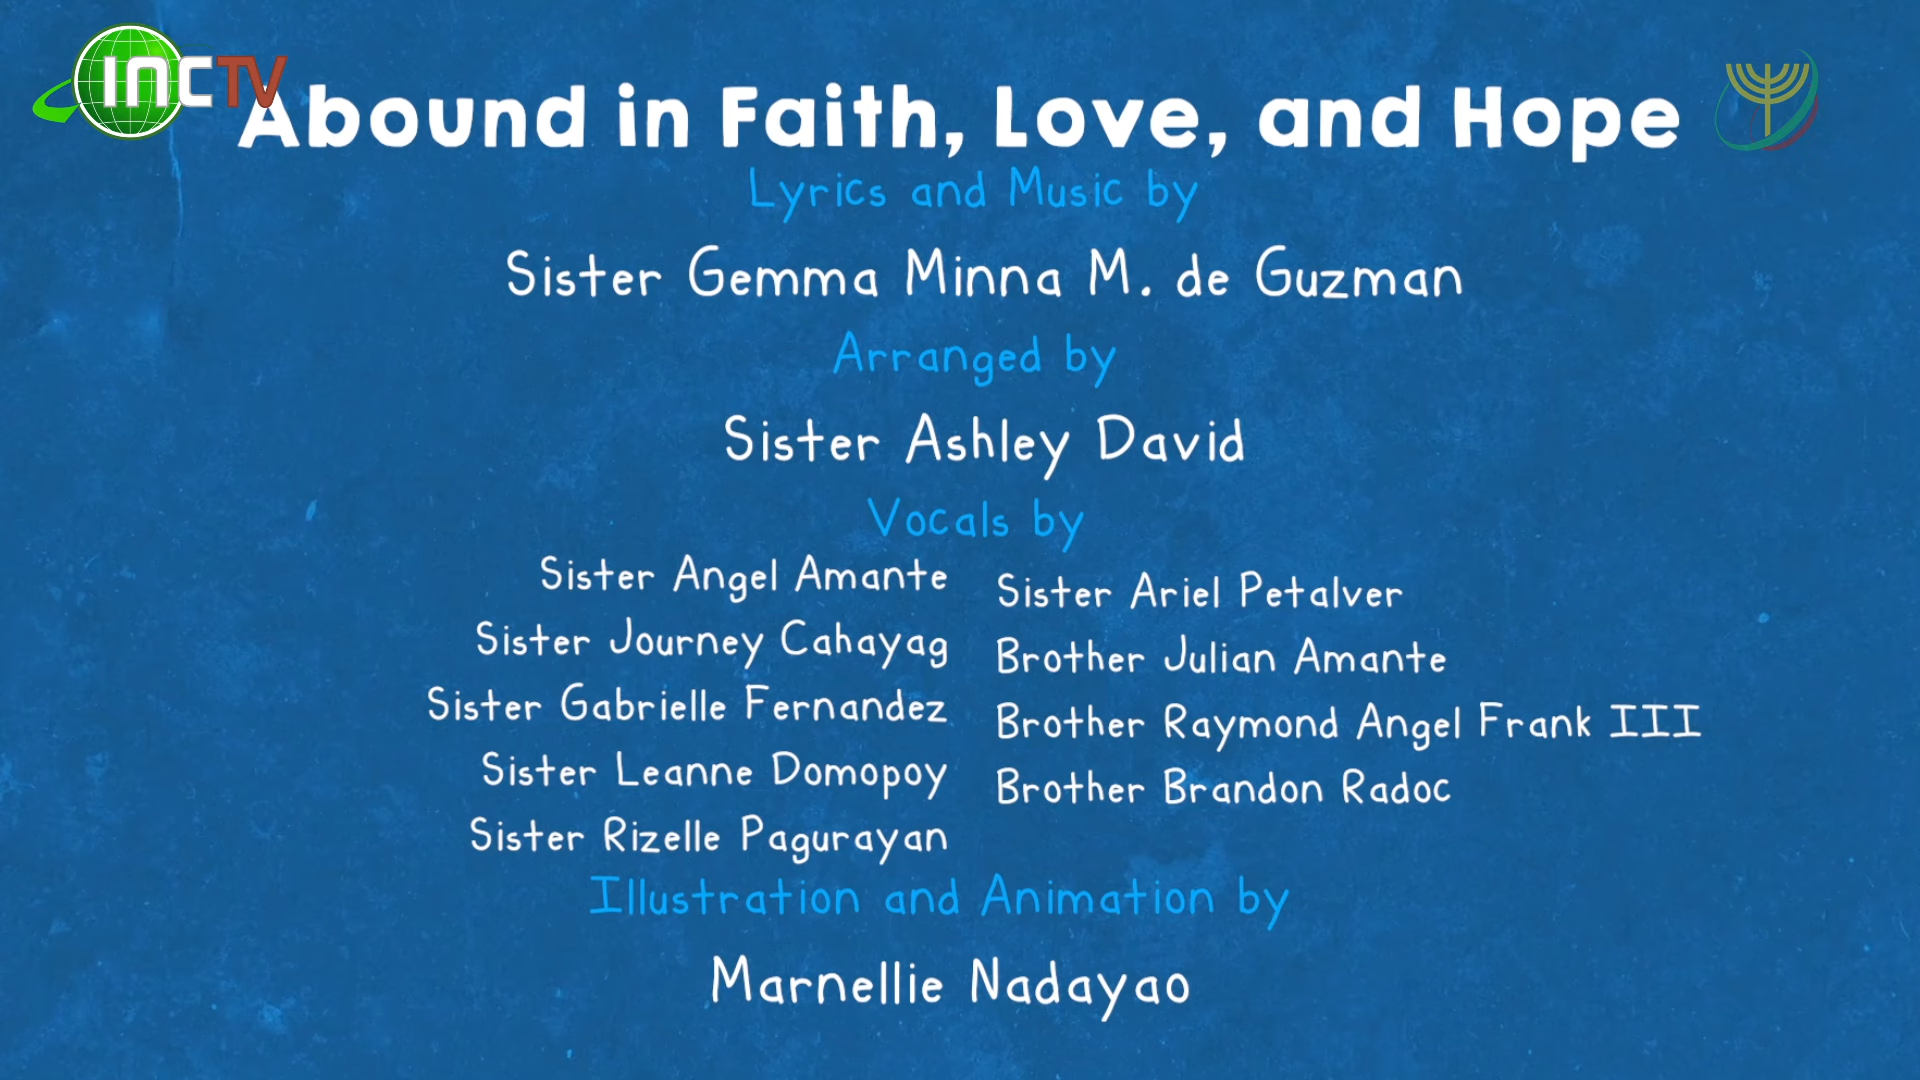 INCTV
Abound in Faith, Love, and Hope
Lyrics and Music by
Sister Gemma Minna M. de Guzman
Arranged by
Sister Ashley David
Vocals by
Sister Angel Amante
Sister Journey Cahayag
Sister Gabrielle Fernandez
Sister Leanne Domopoy
Sister Rizelle Pagurayan
Sister Ariel Petalver
Brother Julian Amante
Brother Raymond Angel Frank III
Brother Brandon Radoc
Illustration and Animation by
Marnellie Nadayao